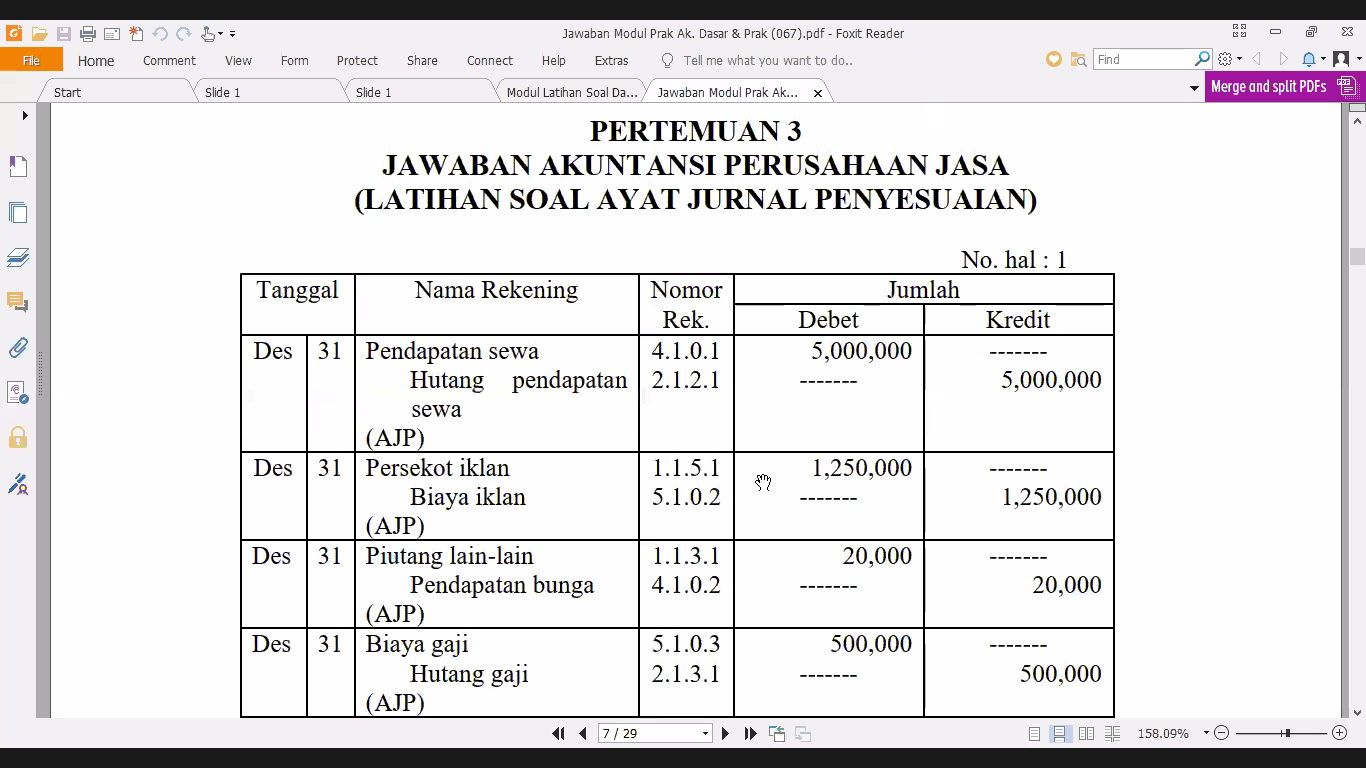 Jawaban Modul Prak Ak. Dasar & Prak (067).pdf - Foxit Reader
File Home Comment View Form Protect Share Connect Help Extras Tell me what you want to do.. Find
Start Slide 1 Slide 1 Modul Latihan Soal Da... Jawaban Modul Prak Ak... Merge and split PDFs
PERTEMUAN 3
JAWABAN AKUNTANSI PERUSAHAAN JASA
(LATIHAN SOAL AYAT JURNAL PENYESUAIAN)
No. hal : 1
Tanggal Nama Rekening Nomor Jumlah
Rek. Debet Kredit
Des 31 Pendapatan sewa 4.1.0.1 5,000,000 -------
Hutang pendapatan 2.1.2.1 ------- 5,000,000
sewa
(AJP)
Des 31 Persekot iklan 1.1.5.1 1,250,000 -------
Biaya iklan 5.1.0.2 ------- 1,250,000
(AJP)
Des 31 Piutang lain-lain 1.1.3.1 20,000 -------
Pendapatan bunga 4.1.0.2 ------- 20,000
(AJP)
Des 31 Biaya gaji 5.1.0.3 500,000 -------
Hutang gaji 2.1.3.1 ------- 500,000
(AJP)
7 / 29 158.09%